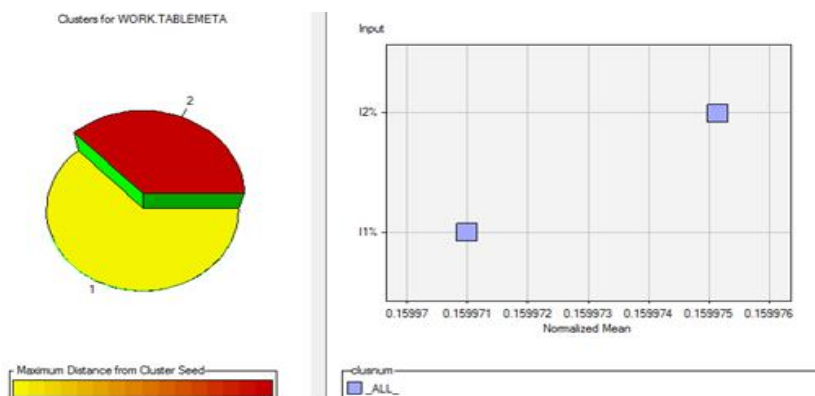 Clusters for WORK.TABLEMETA
2
1
Maximum Distance from Cluster Seed
Input
I2%
I1%
0.15997 0.159971 0.159972 0.159973 0.159974 0.159975 0.159976
Normalized Mean
clusnum
_ALL_